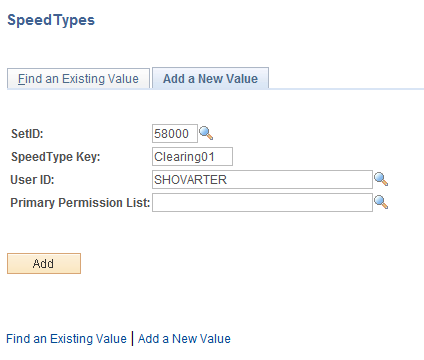 SpeedTypes
Find an Existing Value Add a New Value
SetID: 58000
SpeedType Key: Clearing01
User ID: SHOVARTER
Primary Permission List:
Add
Find an Existing Value | Add a New Value